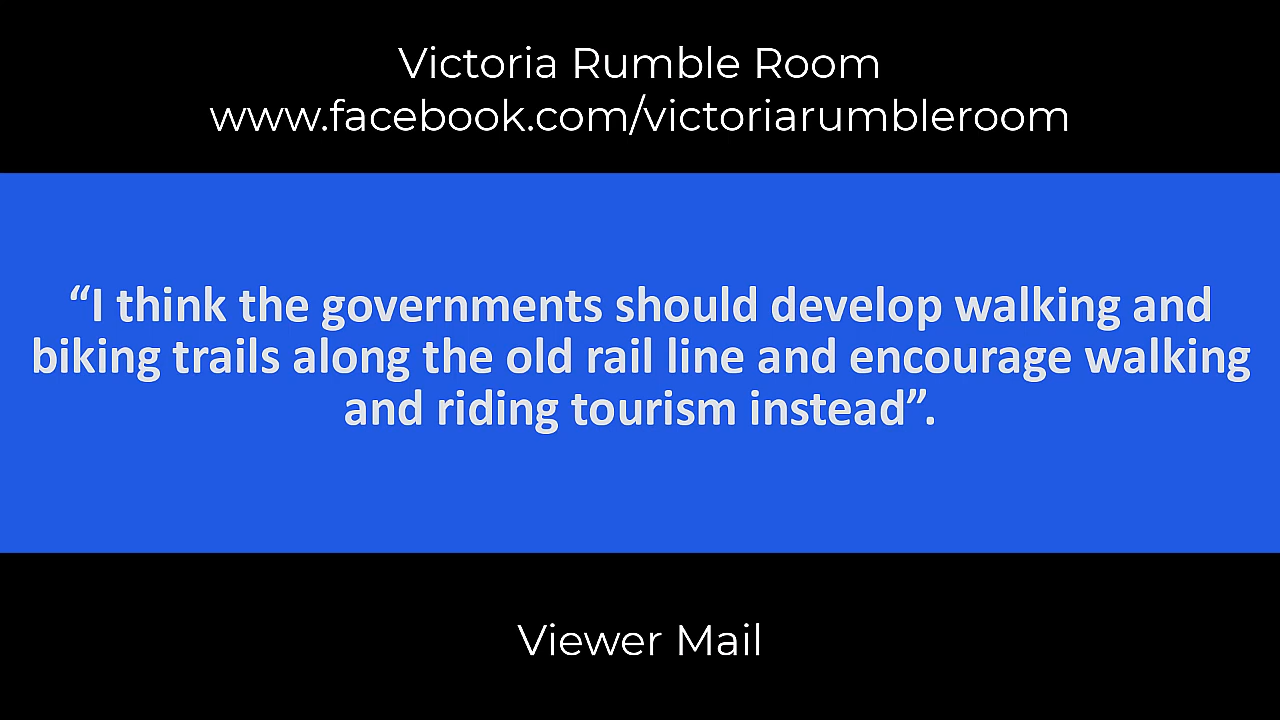 Victoria Rumble Room
www.facebook.com/victoriarumbleroom
“I think the governments should develop walking and
biking trails along the old rail line and encourage walking
and riding tourism instead”.
Viewer Mail